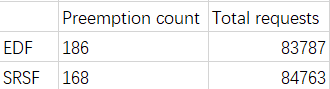 Preemption count Total requests
EDF 186 83787
SRSF 168 84763